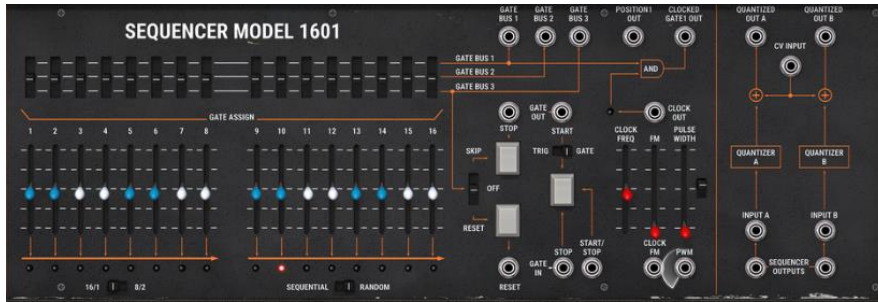 SEQUENCER MODEL 1601
GATE BUS 1
GATE BUS 2
GATE BUS 3
POSITION1 OUT
CLOCKED GATE1 OUT
QUANTIZED OUT A
QUANTIZED OUT B
CV INPUT
GATE BUS 1
GATE BUS 2
GATE BUS 3
AND
GATE ASSIGN
1 2 3 4 5 6 7 8
9 10 11 12 13 14 15 16
STOP
GATE OUT
START
CLOCK OUT
CLOCK FREQ
FM
PULSE WIDTH
SKIP
OFF
RESET
TRIG
GATE
QUANTIZER A
QUANTIZER B
INPUT A
INPUT B
STOP
START/STOP
CLOCK FM
PWM
GATE IN
RESET
SEQUENCER OUTPUTS
16/1
8/2
SEQUENTIAL
RANDOM